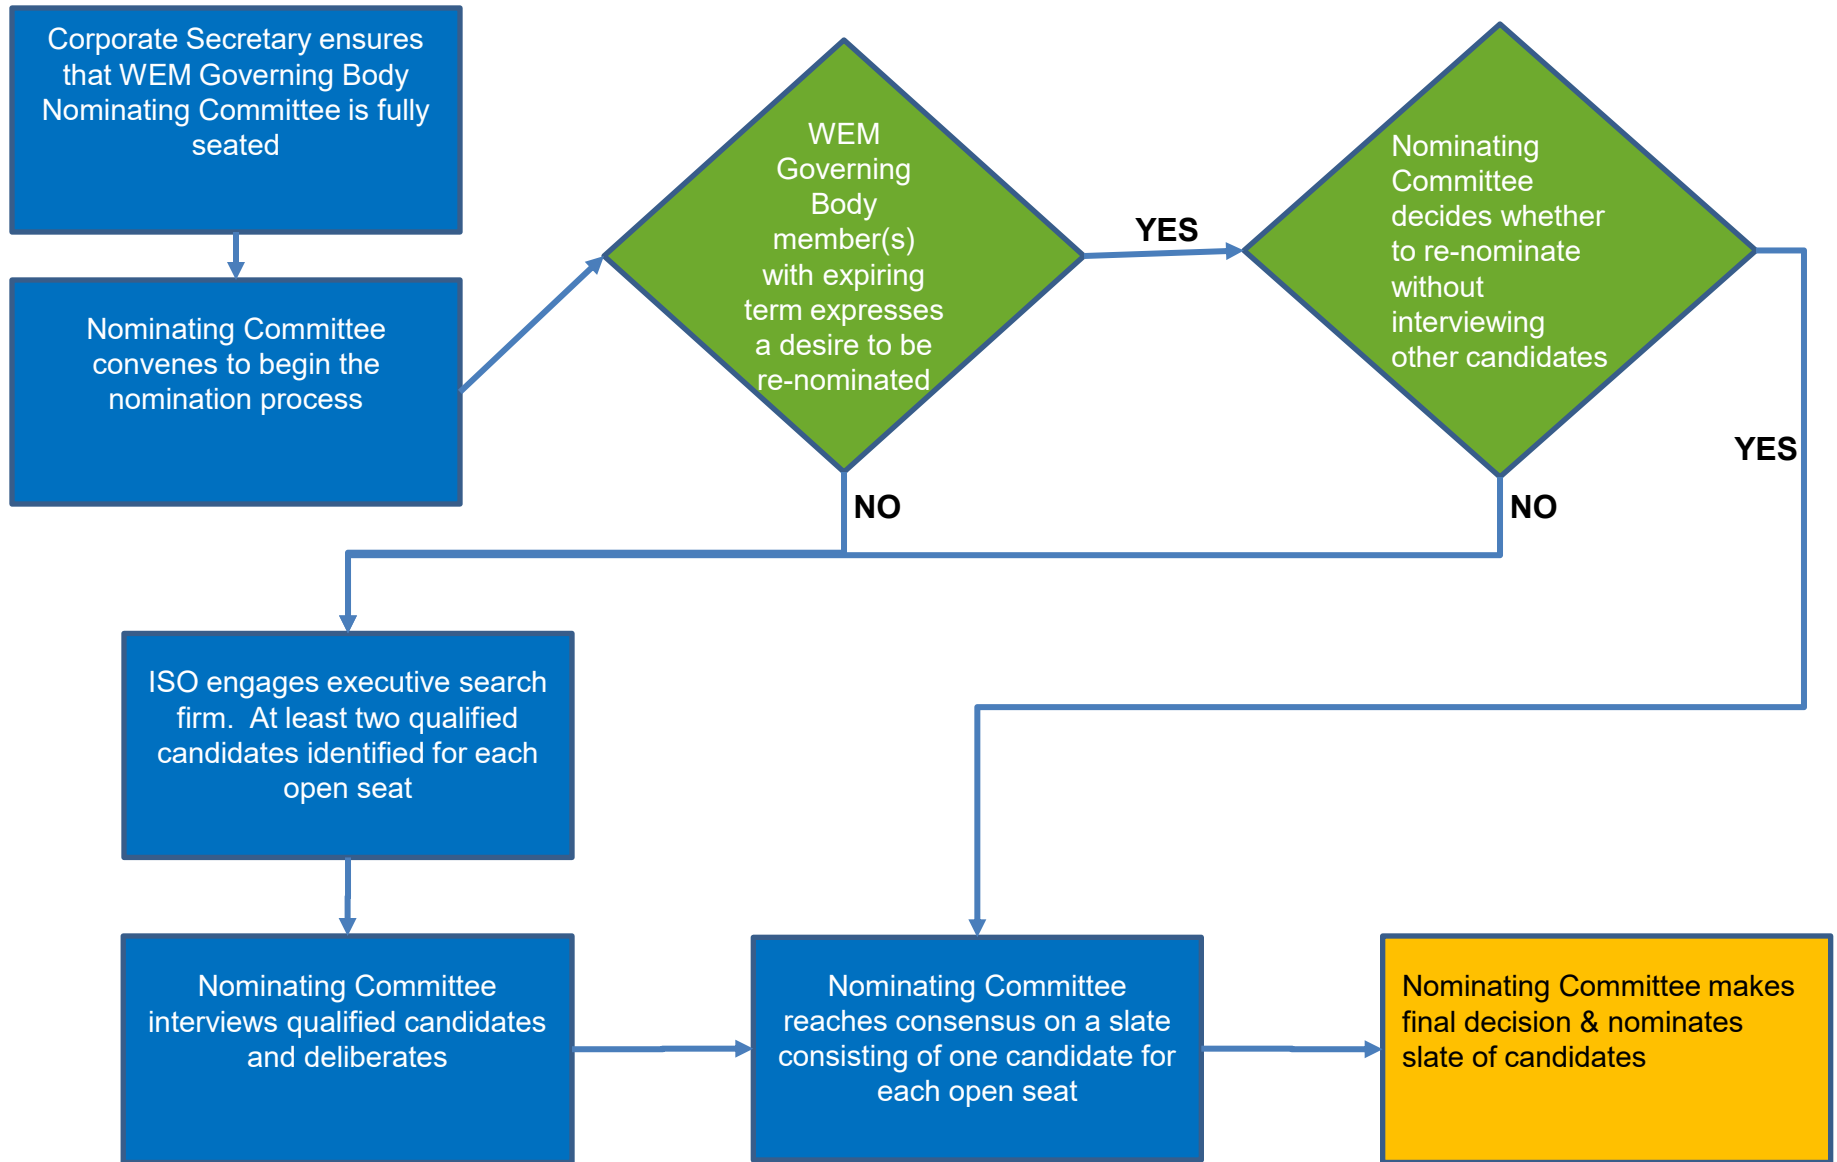 Corporate Secretary ensures
that WEM Governing Body
Nominating Committee is fully
seated
Nominating Committee
convenes to begin the
nomination process
WEM
Governing
Body
member(s)
with expiring
term expresses
a desire to be
re-nominated
YES
NO
Nominating
Committee
decides whether
to re-nominate
without
interviewing
other candidates
YES
NO
ISO engages executive search
firm.  At least two qualified
candidates identified for each
open seat
Nominating Committee
interviews qualified candidates
and deliberates
Nominating Committee
reaches consensus on a slate
consisting of one candidate for
each open seat
Nominating Committee makes
final decision & nominates
slate of candidates